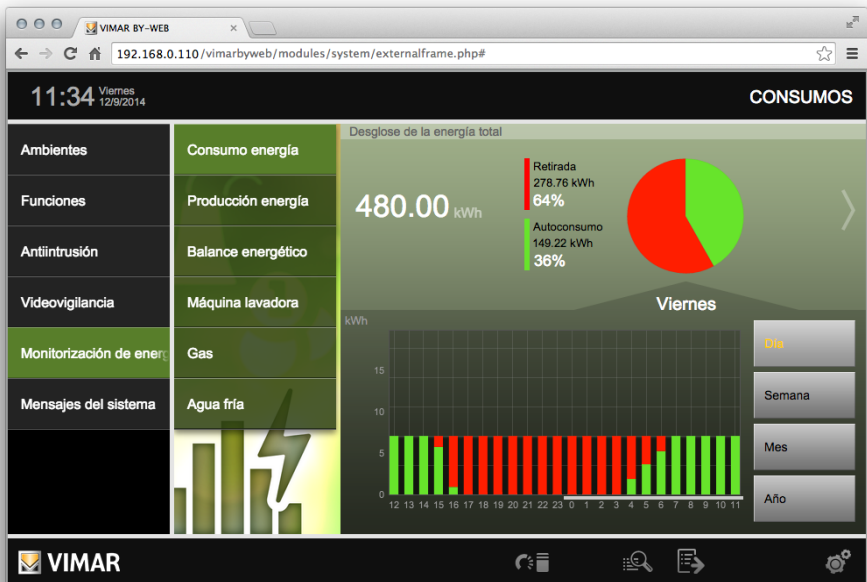 VIMAR BY-WEB
192.168.0.110/vimarbyweb/modules/system/externalframe.php#
11:34 Viernes 12/9/2014
CONSUMOS
Ambientes
Funciones
Antiintrusión
Videovigilancia
Monitorización de energ
Mensajes del sistema
Consumo energía
Producción energía
Balance energético
Máquina lavadora
Gas
Agua fría
Desglose de la energía total
480.00 kWh
Retirada
278.76 kWh
64%
Autoconsumo
149.22 kWh
36%
Viernes
kWh
15
10
5
0
12 13 14 15 16 17 18 19 20 21 22 23 0 1 2 3 4 5 6 7 8 9 10 11
Día
Semana
Mes
Año
VIMAR